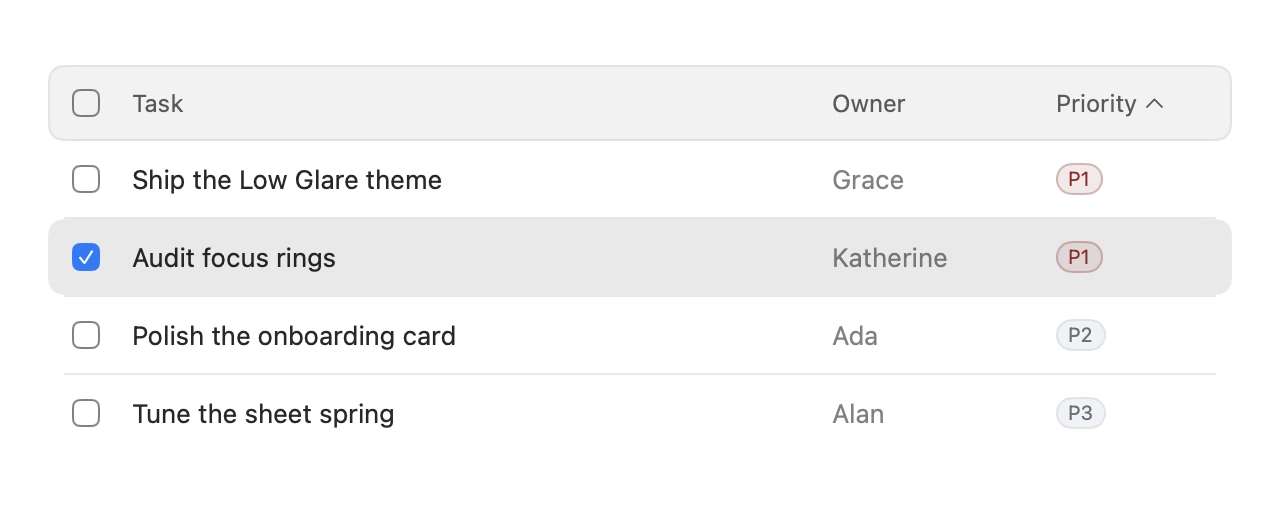 Task Owner Priority
Ship the Low Glare theme Grace P1
Audit focus rings Katherine P1
Polish the onboarding card Ada P2
Tune the sheet spring Alan P3